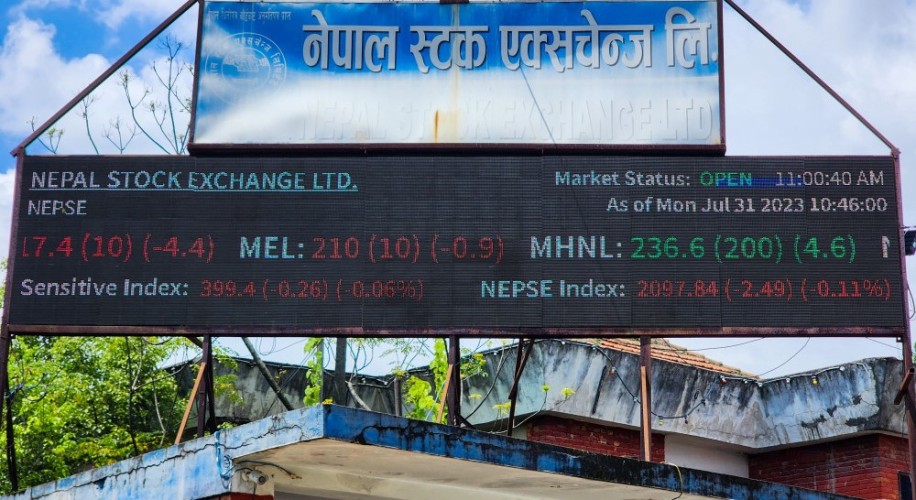 नेपाल स्टक एक्सचेन्ज लि.
NEPAL STOCK EXCHANGE LTD.
NEPAL STOCK EXCHANGE LTD.
Market Status: OPEN 11:00:40 AM
NEPSE
As of Mon Jul 31 2023 10:46:00
17.4 (10) (-4.4) MEL: 210 (10) (-0.9) MHNL: 236.6 (200) (4.6)
Sensitive Index: 399.4 (-0.26) (-0.06%) NEPSE Index: 2097.84 (-2.49) (-0.11%)